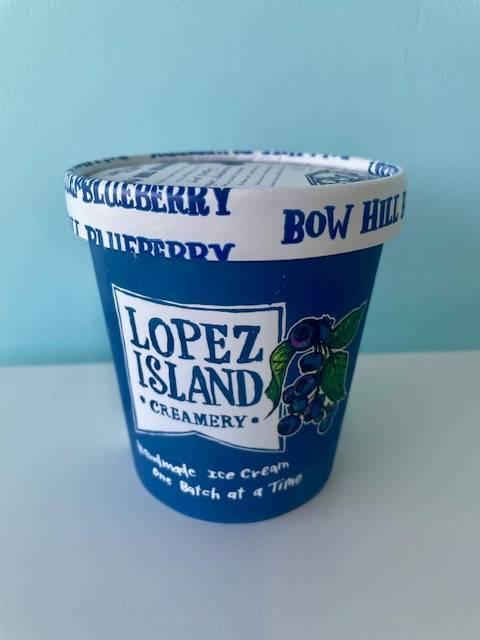 BLUEBERRY
BOW HILL
BLUEBERRY
LOPEZ
ISLAND
• CREAMERY •
Handmade Ice Cream
One Batch at a Time